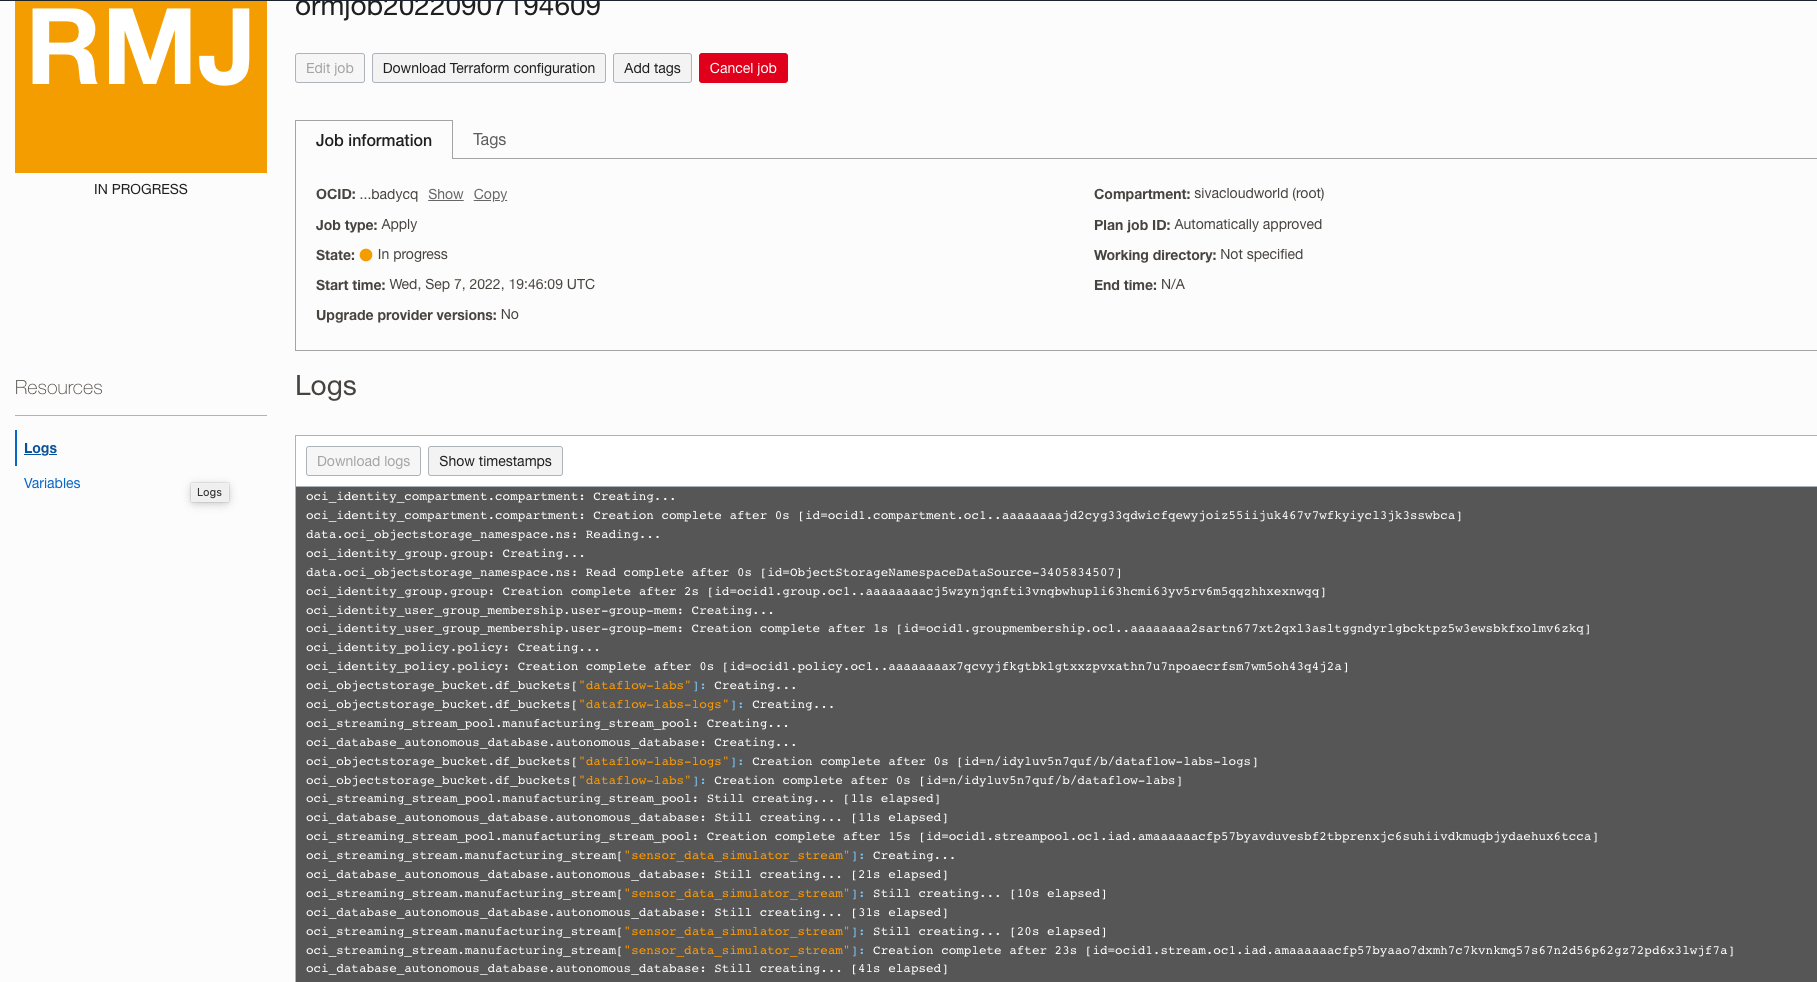 ormjob20220907194609
RMJ
Edit job Download Terraform configuration Add tags Cancel job
Job information Tags
IN PROGRESS
OCID: ...badycq Show Copy
Compartment: sivacloudworld (root)
Job type: Apply
Plan job ID: Automatically approved
State: In progress
Working directory: Not specified
Start time: Wed, Sep 7, 2022, 19:46:09 UTC
End time: N/A
Upgrade provider versions: No
Resources
Logs
Variables
Logs
Logs
Download logs Show timestamps
oci_identity_compartment.compartment: Creating...
oci_identity_compartment.compartment: Creation complete after 0s [id=ocid1.compartment.oc1..aaaaaaaajd2cyg33qdwicfqewyjoiz55iijuk467v7wfkyiycl3jk3sswbca]
data.oci_objectstorage_namespace.ns: Reading...
oci_identity_group.group: Creating...
data.oci_objectstorage_namespace.ns: Read complete after 0s [id=ObjectStorageNamespaceDataSource-3405834507]
oci_identity_group.group: Creation complete after 2s [id=ocid1.group.oc1..aaaaaaaacj5wzynjqnfti3vnqbwhupli63hcmi63yv5rv6m5qqzhhxexnwqq]
oci_identity_user_group_membership.user-group-mem: Creating...
oci_identity_user_group_membership.user-group-mem: Creation complete after 1s [id=ocid1.groupmembership.oc1..aaaaaaaa2sartn677xt2qxl3asltggndyrlgbcktpz5w3ewsbkfxolmv6zkq]
oci_identity_policy.policy: Creating...
oci_identity_policy.policy: Creation complete after 0s [id=ocid1.policy.oc1..aaaaaaaax7qcvyjfkgtbklgtxxzpvxathn7u7npoaecrfsm7wm5oh43q4j2a]
oci_objectstorage_bucket.df_buckets["dataflow-labs"]: Creating...
oci_objectstorage_bucket.df_buckets["dataflow-labs-logs"]: Creating...
oci_streaming_stream_pool.manufacturing_stream_pool: Creating...
oci_database_autonomous_database.autonomous_database: Creating...
oci_objectstorage_bucket.df_buckets["dataflow-labs-logs"]: Creation complete after 0s [id=n/idyluv5n7quf/b/dataflow-labs-logs]
oci_objectstorage_bucket.df_buckets["dataflow-labs"]: Creation complete after 0s [id=n/idyluv5n7quf/b/dataflow-labs]
oci_streaming_stream_pool.manufacturing_stream_pool: Still creating... [11s elapsed]
oci_database_autonomous_database.autonomous_database: Still creating... [11s elapsed]
oci_streaming_stream_pool.manufacturing_stream_pool: Creation complete after 15s [id=ocid1.streampool.oc1.iad.amaaaaaacfp57byavduvesbf2tbprenxjc6suhiivdkmuqbjydaehux6tcca]
oci_streaming_stream.manufacturing_stream["sensor_data_simulator_stream"]: Creating...
oci_database_autonomous_database.autonomous_database: Still creating... [21s elapsed]
oci_streaming_stream.manufacturing_stream["sensor_data_simulator_stream"]: Still creating... [10s elapsed]
oci_database_autonomous_database.autonomous_database: Still creating... [31s elapsed]
oci_streaming_stream.manufacturing_stream["sensor_data_simulator_stream"]: Still creating... [20s elapsed]
oci_streaming_stream.manufacturing_stream["sensor_data_simulator_stream"]: Creation complete after 23s [id=ocid1.stream.oc1.iad.amaaaaaacfp57byaao7dxmh7c7kvnkmq57s67n2d56p62gz72pd6x3lwjf7a]
oci_database_autonomous_database.autonomous_database: Still creating... [41s elapsed]